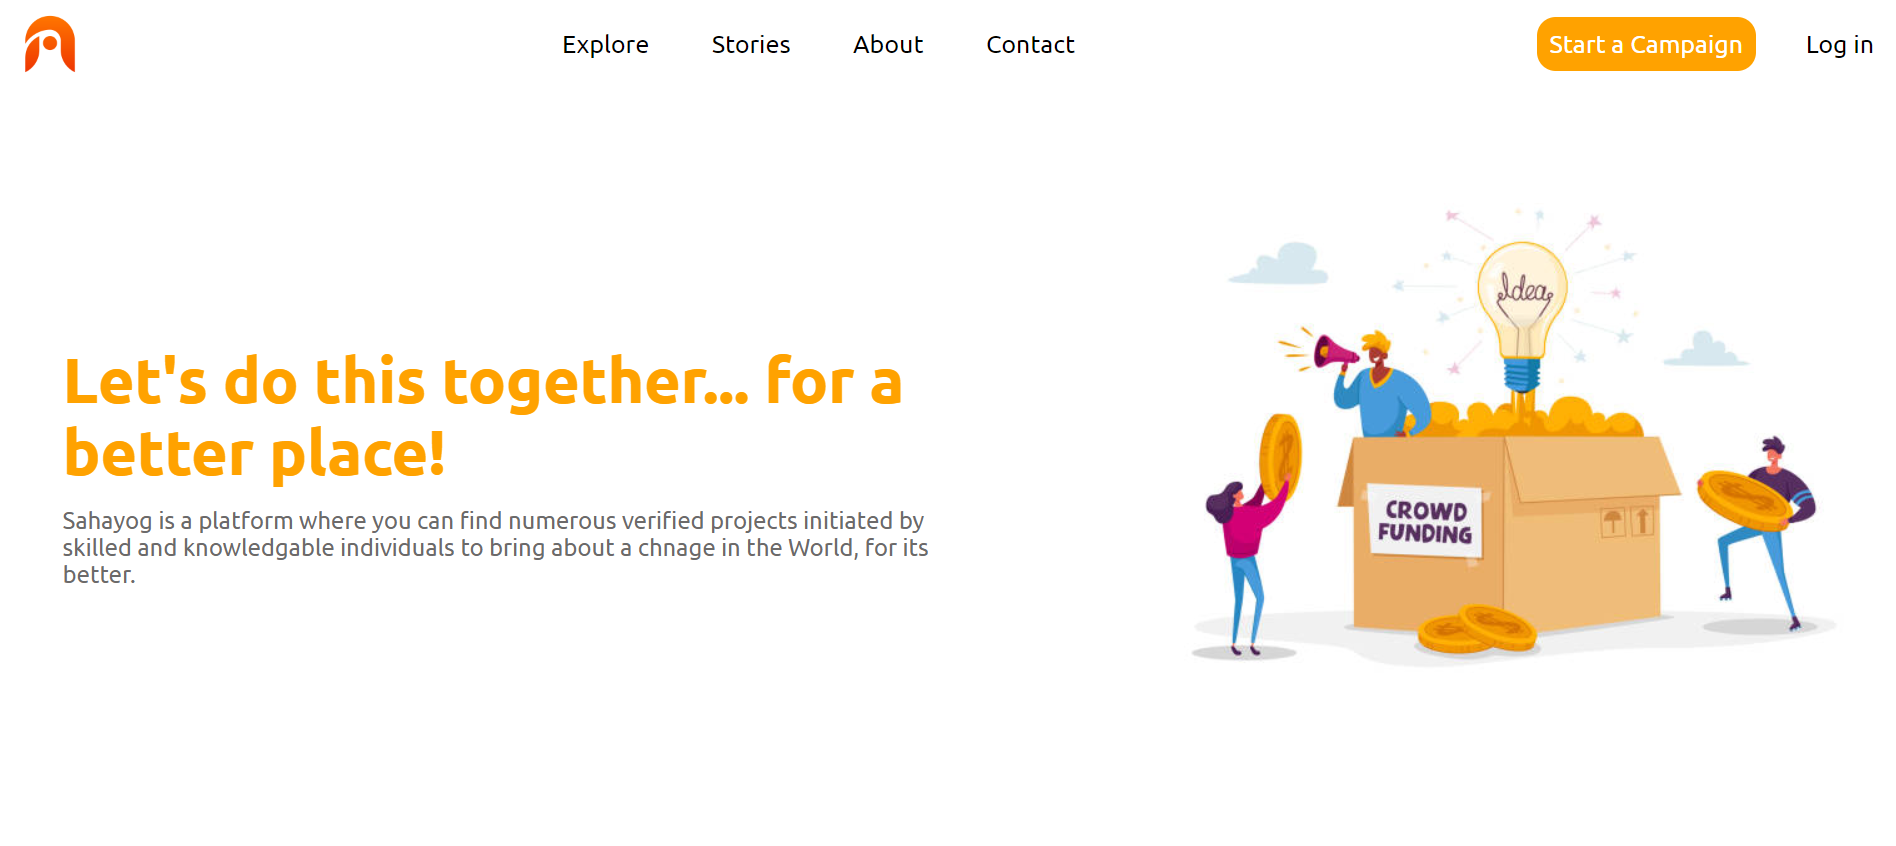 Explore Stories About Contact Start a Campaign Log in
Let's do this together... for a
better place!
Sahayog is a platform where you can find numerous verified projects initiated by
skilled and knowledgable individuals to bring about a chnage in the World, for its
better.
Idea
CROWD
FUNDING